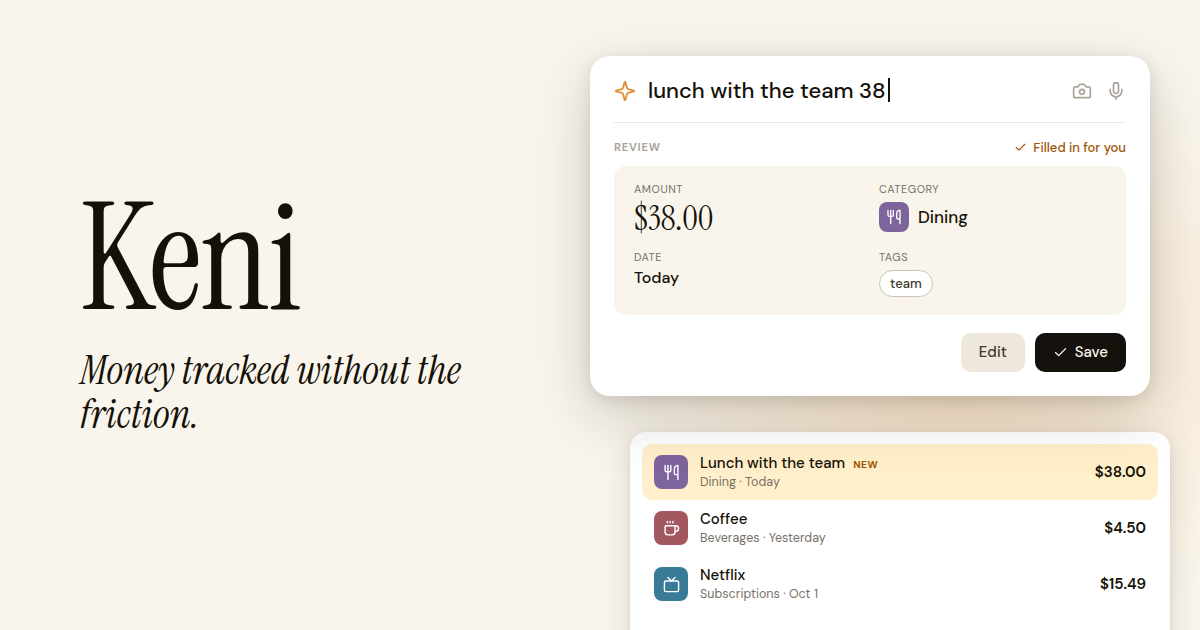 Keni
Money tracked without the
friction.
lunch with the team 38
REVIEW
Filled in for you
AMOUNT
$38.00
CATEGORY
Dining
DATE
Today
TAGS
team
Edit
Save
Lunch with the team NEW
Dining · Today
$38.00
Coffee
Beverages · Yesterday
$4.50
Netflix
Subscriptions · Oct 1
$15.49